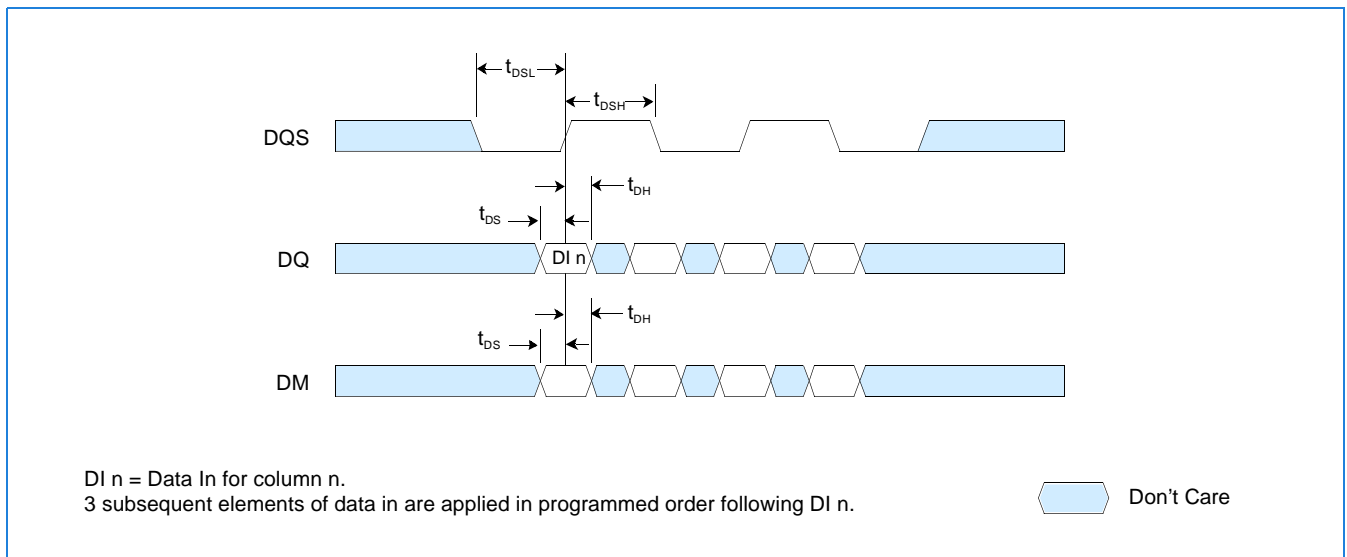 tDSL
tDSH
DQS
tDH
tDS
DQ
DI n
tDH
tDS
DM
DI n = Data In for column n.
3 subsequent elements of data in are applied in programmed order following DI n.
Don't Care